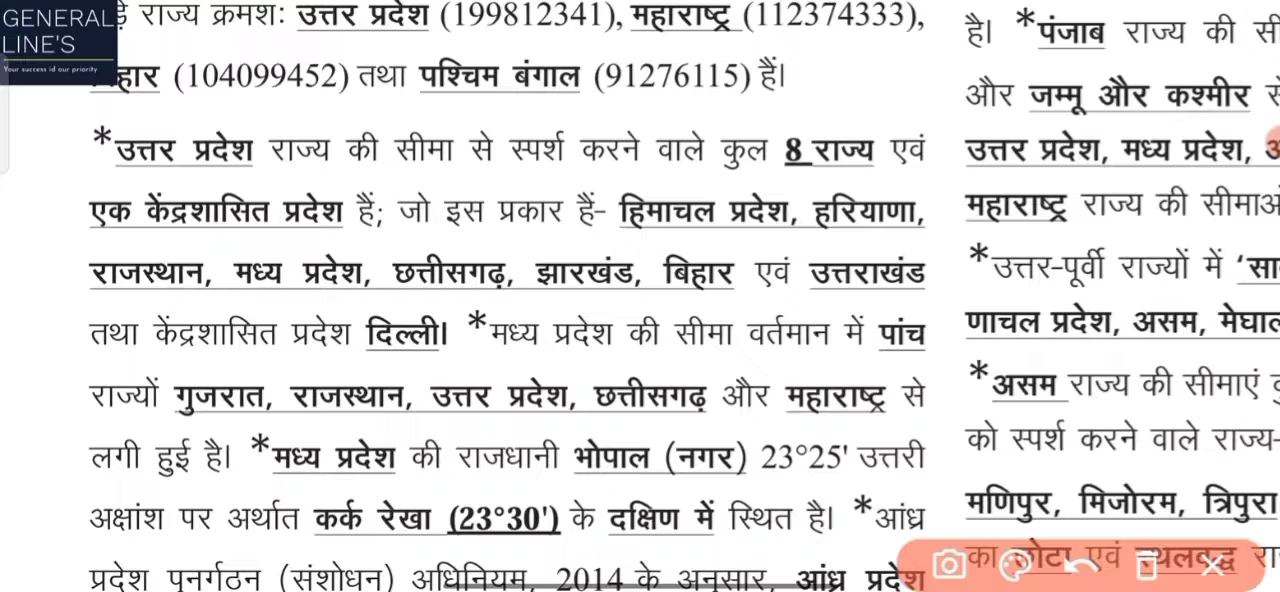 GENERAL
LINE'S
Your success id our priority
राज्य क्रमशः उत्तर प्रदेश (199812341), महाराष्ट्र (112374333),
(104099452) तथा पश्चिम बंगाल (91276115) हैं।
*उत्तर प्रदेश राज्य की सीमा से स्पर्श करने वाले कुल 8 राज्य एवं
एक केंद्रशासित प्रदेश हैं; जो इस प्रकार हैं- हिमाचल प्रदेश, हरियाणा,
राजस्थान, मध्य प्रदेश, छत्तीसगढ़, झारखंड, बिहार एवं उत्तराखंड
तथा केंद्रशासित प्रदेश दिल्ली। *मध्य प्रदेश की सीमा वर्तमान में पांच
राज्यों गुजरात, राजस्थान, उत्तर प्रदेश, छत्तीसगढ़ और महाराष्ट्र से
लगी हुई है। *मध्य प्रदेश की राजधानी भोपाल (नगर) 23°25' उत्तरी
अक्षांश पर अर्थात कर्क रेखा (23°30') के दक्षिण में स्थित है। *आंध्र
प्रदेश पुनर्गठन (संशोधन) अधिनियम, 2014 के अनुसार, आंध्र प्रदेश
है। *पंजाब राज्य की
और जम्मू और कश्मीर
उत्तर प्रदेश, मध्य प्रदेश,
महाराष्ट्र राज्य की
*उत्तर-पूर्वी राज्यों में
णाचल प्रदेश, असम,
*असम राज्य की सीमाएं
को स्पर्श करने वाले राज्य-
मणिपुर, मिजोरम, त्रिपुरा
का छोटा एवं